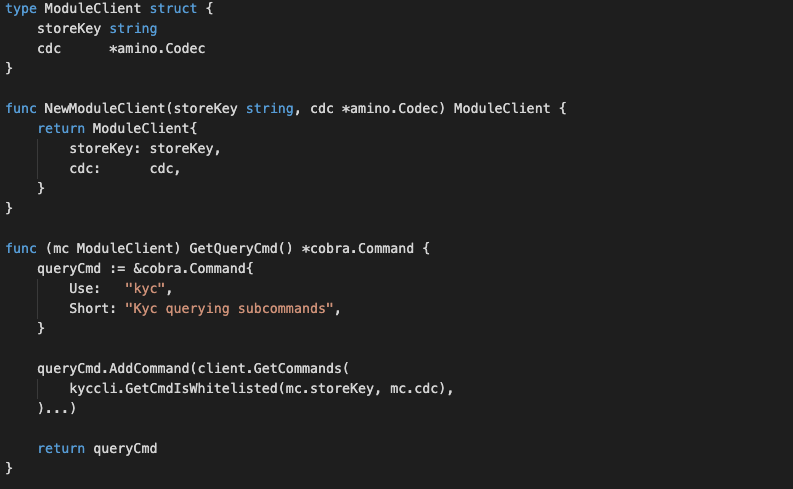 type ModuleClient struct {
    storeKey string
    cdc      *amino.Codec
}

func NewModuleClient(storeKey string, cdc *amino.Codec) ModuleClient {
    return ModuleClient{
        storeKey: storeKey,
        cdc:      cdc,
    }
}

func (mc ModuleClient) GetQueryCmd() *cobra.Command {
    queryCmd := &cobra.Command{
        Use:   "kyc",
        Short: "Kyc querying subcommands",
    }

    queryCmd.AddCommand(client.GetCommands(
        kyccli.GetCmdIsWhitelisted(mc.storeKey, mc.cdc),
    )...)

    return queryCmd
}